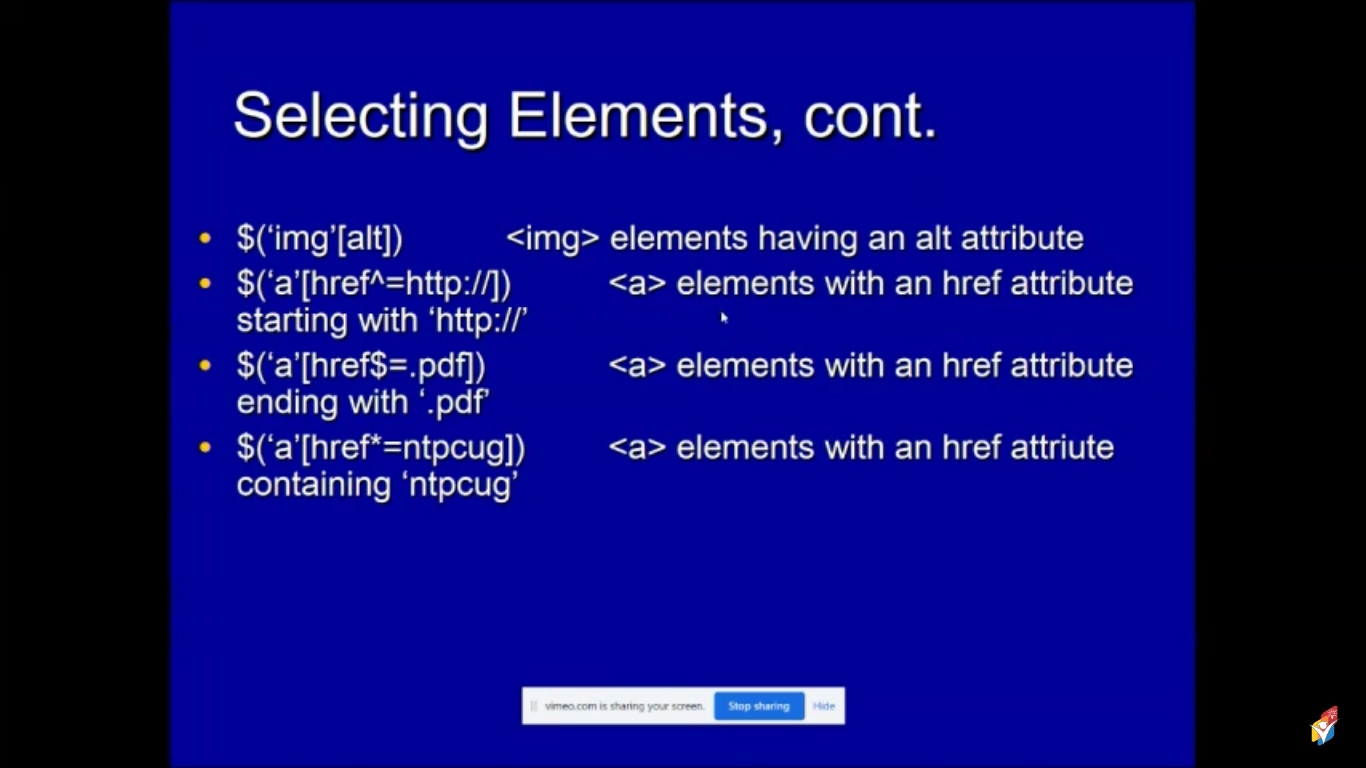 Selecting Elements, cont.
• $(‘img’[alt]) <img> elements having an alt attribute
• $(‘a’[href^=http://]) <a> elements with an href attribute
starting with ‘http://’
• $(‘a’[href$=.pdf]) <a> elements with an href attribute
ending with ‘.pdf’
• $(‘a’[href*=ntpcug]) <a> elements with an href attriute
containing ‘ntpcug’
vimeo.com is sharing your screen. Stop sharing Hide